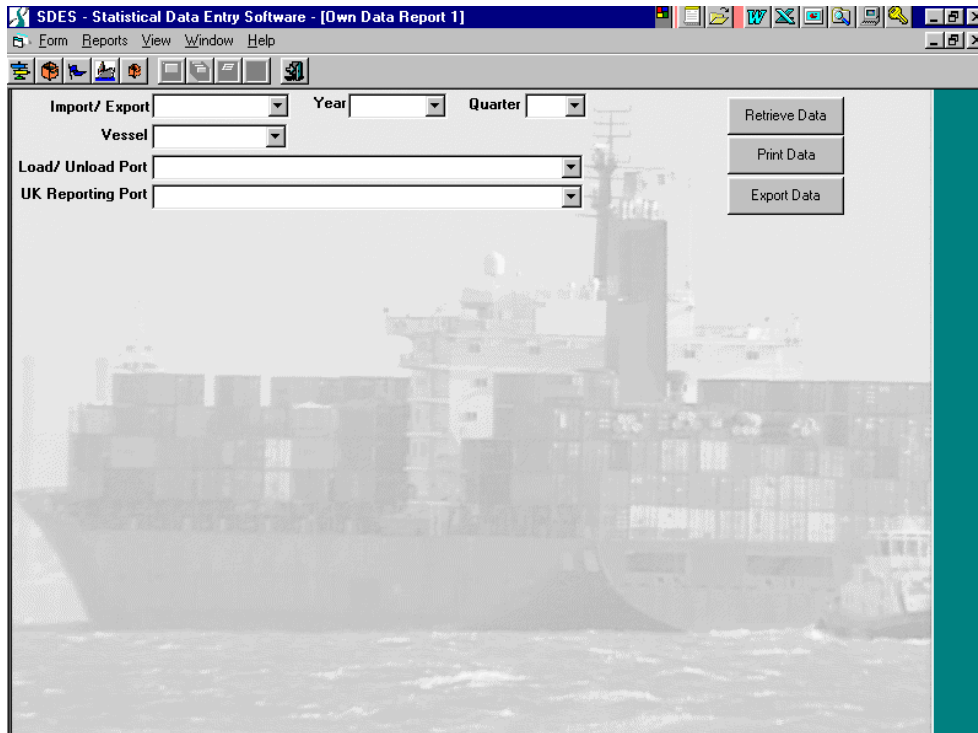 SDES - Statistical Data Entry Software - [Own Data Report 1]
Form Reports View Window Help
Import/ Export Year Quarter
Retrieve Data
Vessel
Print Data
Load/ Unload Port
UK Reporting Port
Export Data